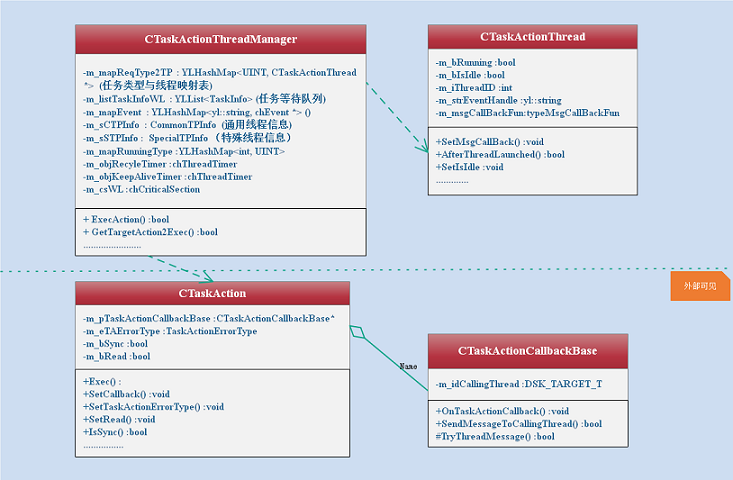 CTaskActionThreadManager
-m_mapReqType2TP : YLHashMap<UINT, CTaskActionThread
*> (任务类型与线程映射表)
-m_listTaskInfoWL : YLList<TaskInfo> (任务等待队列)
-m_mapEvent : YLHashMap<yl::string, chEvent *> ()
-m_sCTPInfo : CommonTPInfo (通用线程信息)
-m_sSTPInfo : SpecialTPInfo （特殊线程信息）
-m_mapRunningType : YLHashMap<int, UINT>
-m_objRecyleTimer : chThreadTimer
-m_objKeepAliveTimer : chThreadTimer
-m_csWL : chCriticalSection
+ ExecAction() : bool
+ GetTargetAction2Exec() : bool
........................
CTaskActionThread
-m_bRunning : bool
-m_bIsIdle : bool
-m_iThreadID : int
-m_strEventHandle : yl::string
-m_msgCallBackFun:typeMsgCallBackFun
+SetMsgCallBack() : void
+AfterThreadLaunched() : bool
+SetIsIdle : void
.............
外部可见
CTaskAction
-m_pTaskActionCallbackBase : CTaskActionCallbackBase*
-m_eTAErrorType : TaskActionErrorType
-m_bSync : bool
-m_bRead : bool
+Exec() :
+SetCallback() : void
+SetTaskActionErrorType() : void
+SetRead() : void
+IsSync() : bool
................
Name
CTaskActionCallbackBase
-m_idCallingThread : DSK_TARGET_T
+OnTaskActionCallback() : void
+SendMessageToCallingThread() : bool
#TryThreadMessage() : bool